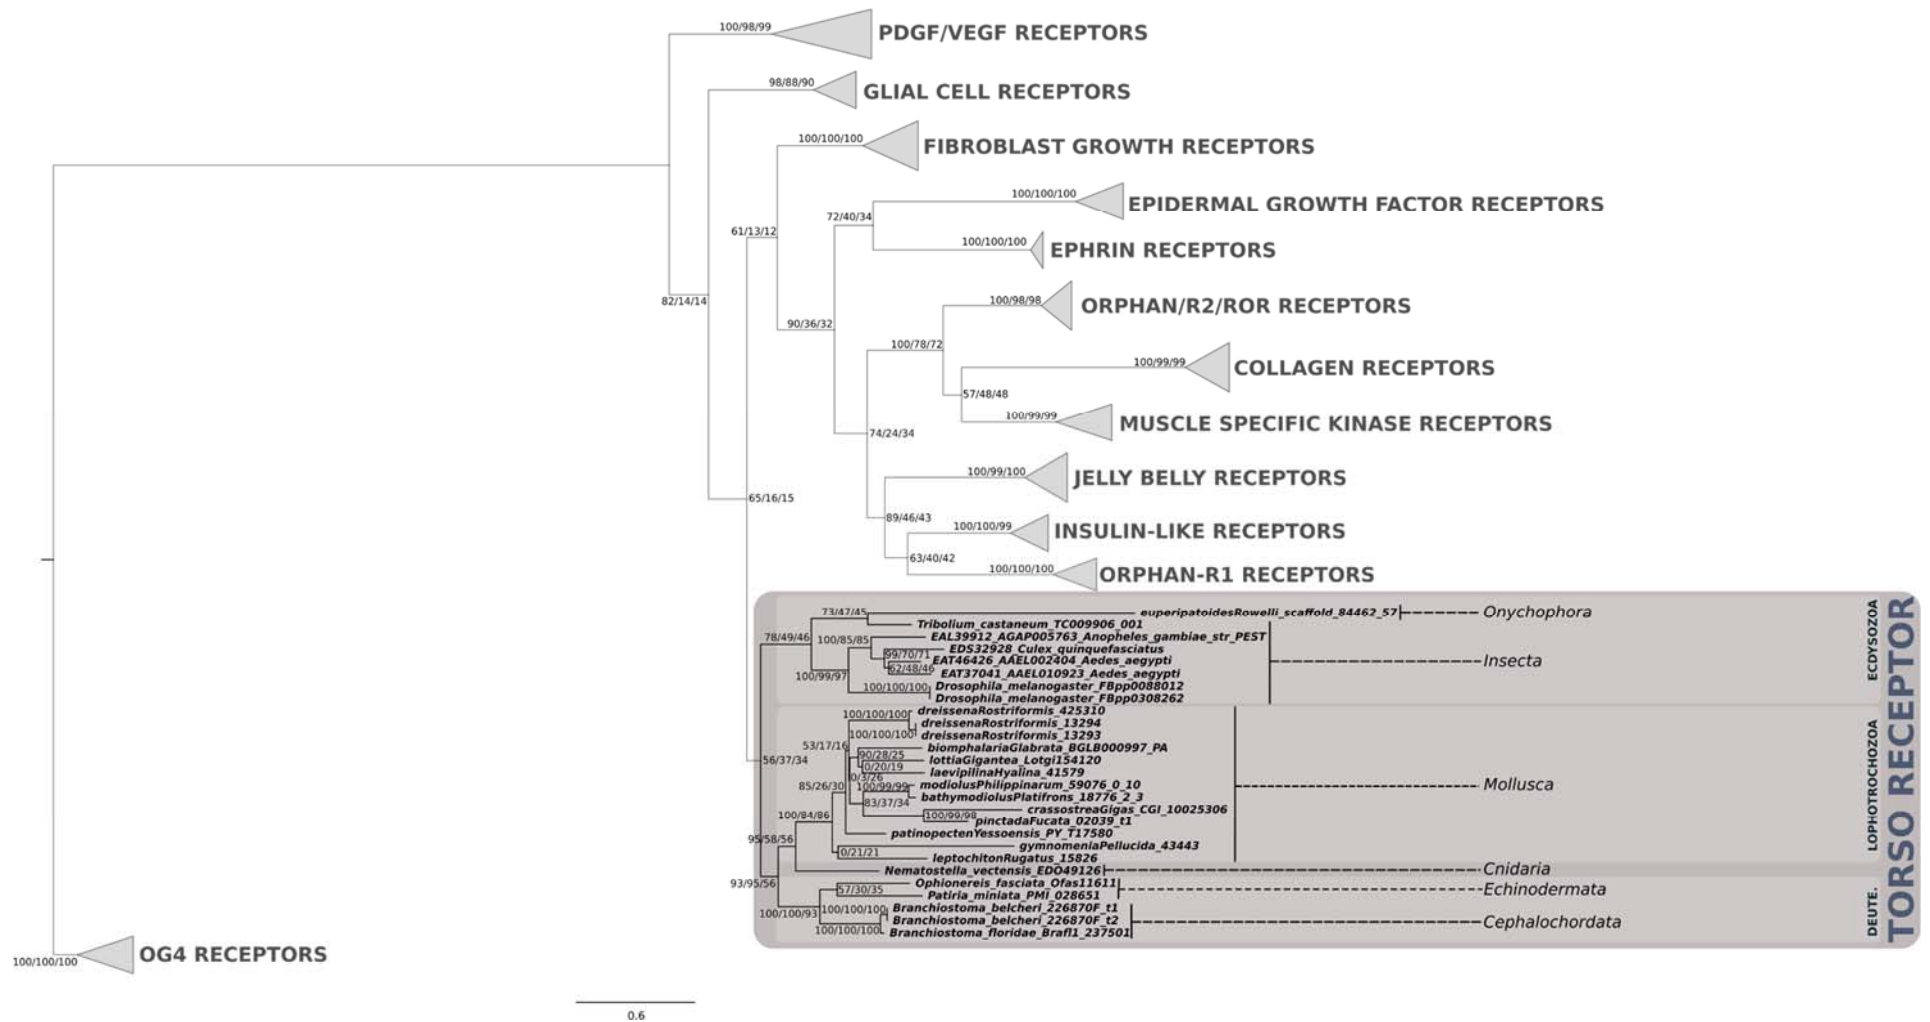 100/98/99
PDGF/VEGF RECEPTORS
98/88/90
GLIAL CELL RECEPTORS
100/100/100
FIBROBLAST GROWTH RECEPTORS
100/100/100
EPIDERMAL GROWTH FACTOR RECEPTORS
72/40/34
61/13/12
100/100/100
EPHRIN RECEPTORS
82/14/14
100/98/98
ORPHAN/R2/ROR RECEPTORS
90/36/32
100/78/72
100/99/99
COLLAGEN RECEPTORS
57/48/48
100/99/99
MUSCLE SPECIFIC KINASE RECEPTORS
74/24/34
100/99/100
JELLY BELLY RECEPTORS
65/16/15
89/46/43
100/100/99
INSULIN-LIKE RECEPTORS
63/40/42
100/100/100
ORPHAN-R1 RECEPTORS
73/47/45
euperipatoidesRowelli_scaffold_84462_57
Onychophora
Tribolium_castaneum_TC009906_001
78/49/46
100/85/85
EAL39912_AGAP005763_Anopheles_gambiae_str_PEST
EDS32928_Culex_quinquefasciatus
99/70/71
EAT46426_AAEL002404_Aedes_aegypti
Insecta
62/48/46
EAT37041_AAEL010923_Aedes_aegypti
100/99/97
100/100/100
Drosophila_melanogaster_FBpp0088012
Drosophila_melanogaster_FBpp0308262
ECDYSOZOA
dreissenaRostriformis_425310
100/100/100
dreissenaRostriformis_13294
100/100/100
dreissenaRostriformis_13293
53/17/16
biomphalariaGlabrata_BGLB000997_PA
90/28/25
lottiaGigantea_Lotgi154120
56/37/34
0/20/19
laevipilinaHyalina_41579
0/3/26
85/26/30
100/99/99
modiolusPhilippinarum_59076_0_10
Mollusca
bathymodiolusPlatifrons_18776_2_3
83/37/34
crassostreaGigas_CGI_10025306
100/84/86
100/99/98
pinctadaFucata_02039_t1
patinopectenYessoensis_PY_T17580
95/58/56
gymnomeniaPellucida_43443
0/21/21
leptochitonRugatus_15826
LOPHOTROCHOZOA
Nematostella_vectensis_EDO49126
Cnidaria
93/95/56
Ophionereis_fasciata_Ofas11611
57/30/35
Echinodermata
Patiria_miniata_PMI_028651
100/100/93
100/100/100
Branchiostoma_belcheri_226870F_t1
Branchiostoma_belcheri_226870F_t2
Cephalochordata
100/100/100
Branchiostoma_floridae_Brafl1_237501
DEUTE.
TORSO RECEPTOR
100/100/100
OG4 RECEPTORS
0.6